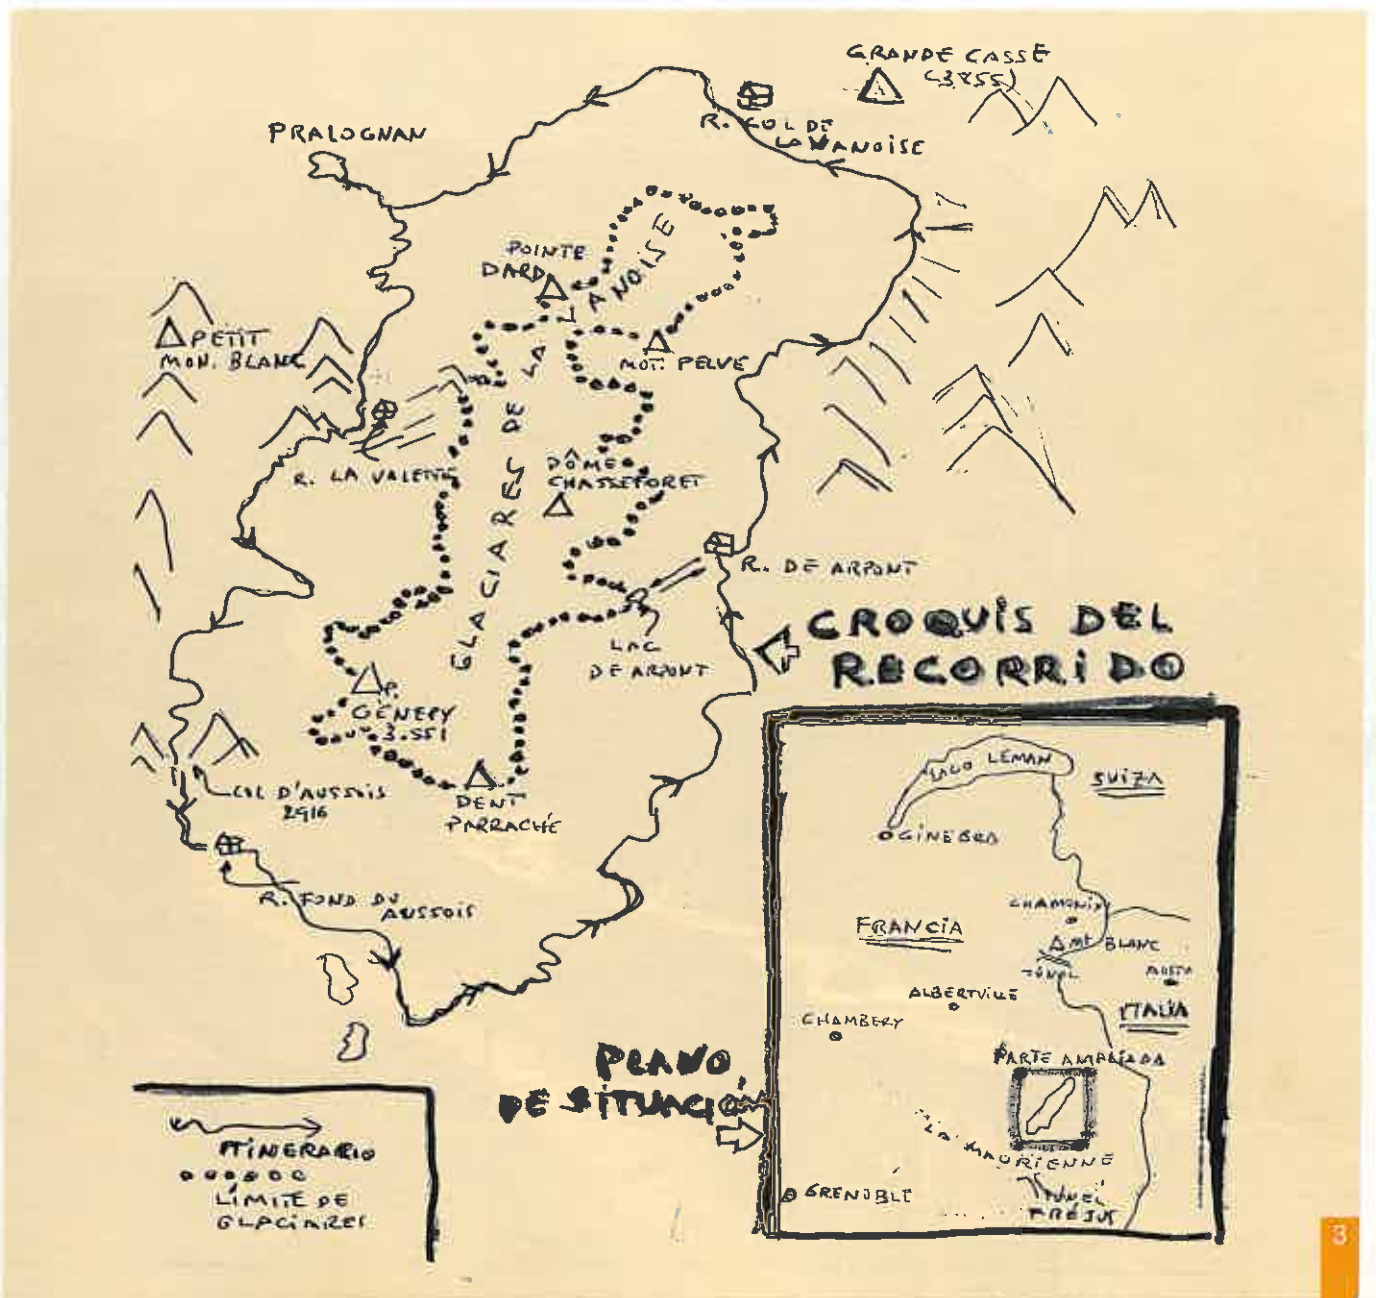 GRANDE CASSE
(3855)
PRALOGNAN
R. COL DE
LA VANOISE
POINTE
DARD
PETIT
MON. BLANC
MOT. PELVE
GLACIARES DE LA VANOISE
R. LA VALETTE
DÔME
CHASSEFORET
R. DE ARPONT
LAC
DE ARPONT
CROQUIS DEL
RECORRIDO
P.
GÉNEPY
3.551
COL D'AUSSOIS
2916
DENT
PARRACHÉE
R. FOND DU
AUSSOIS
LAGO LEMAN
SUIZA
GINEBRA
CHAMONIX
FRANCIA
MT BLANC
TÚNEL
AOSTA
ALBERTVILLE
CHAMBERY
ITALIA
PARTE AMPLIADA
PLANO
DE SITUACIÓN
LA MAURIENNE
GRENOBLE
TÚNEL
FRÉJUS
ITINERARIO
LÍMITE DE
GLACIARES
3